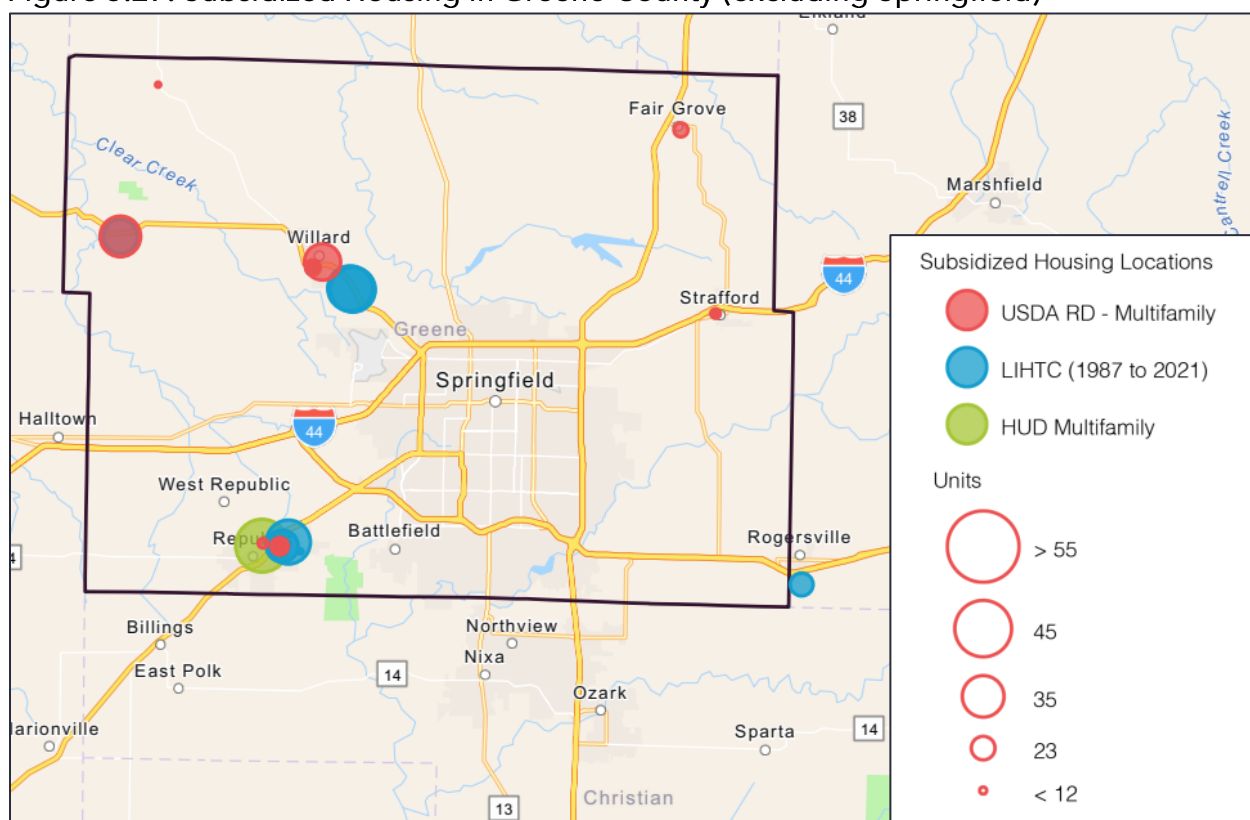 Elkland
38
Fair Grove
Clear Creek
Cantrell Creek
Marshfield
Willard
44
Strafford
Greene
Springfield
Halltown
44
West Republic
Battlefield
Rogersville
Billings
Northview
East Polk
Nixa
14
Ozark
Sparta
14
13
Christian
Subsidized Housing Locations
USDA RD - Multifamily
LIHTC (1987 to 2021)
HUD Multifamily
Units
> 55
45
35
23
< 12